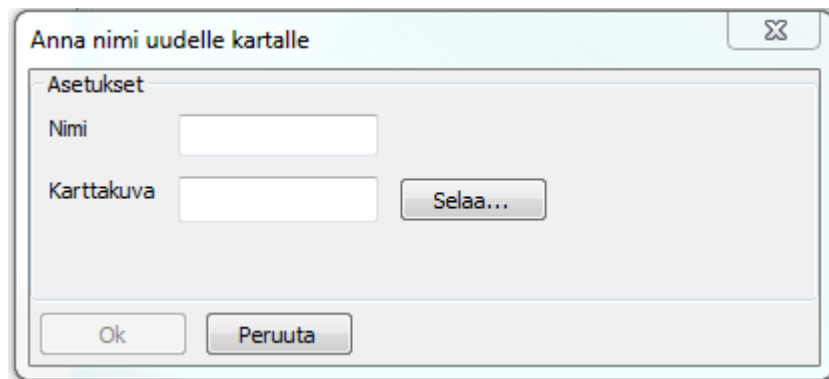 Anna nimi uudelle kartalle
Asetukset
Nimi
Karttakuva
Selaa...
Ok
Peruuta